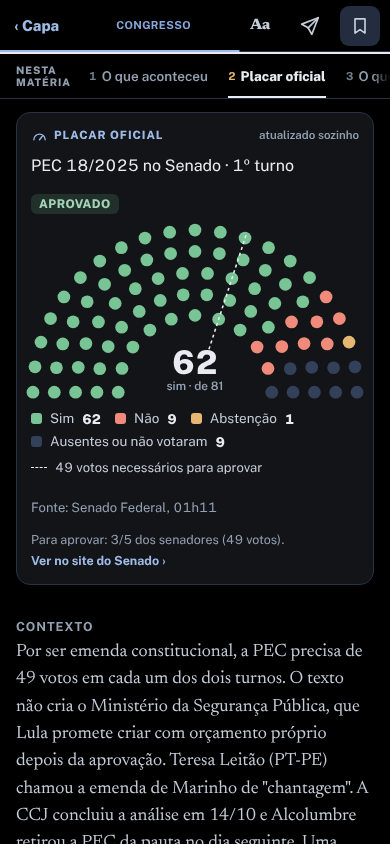 ‹ Capa
CONGRESSO
Aa
NESTA
MATÉRIA
1 O que aconteceu
2 Placar oficial
3 O qu
PLACAR OFICIAL
atualizado sozinho
PEC 18/2025 no Senado · 1º turno
APROVADO
62
sim · de 81
Sim 62
Não 9
Abstenção 1
Ausentes ou não votaram 9
49 votos necessários para aprovar
Fonte: Senado Federal, 01h11
Para aprovar: 3/5 dos senadores (49 votos).
Ver no site do Senado ›
CONTEXTO
Por ser emenda constitucional, a PEC precisa de
49 votos em cada um dos dois turnos. O texto
não cria o Ministério da Segurança Pública, que
Lula promete criar com orçamento próprio
depois da aprovação. Teresa Leitão (PT-PE)
chamou a emenda de Marinho de "chantagem". A
CCJ concluiu a análise em 14/10 e Alcolumbre
retirou a PEC da pauta no dia seguinte. Uma